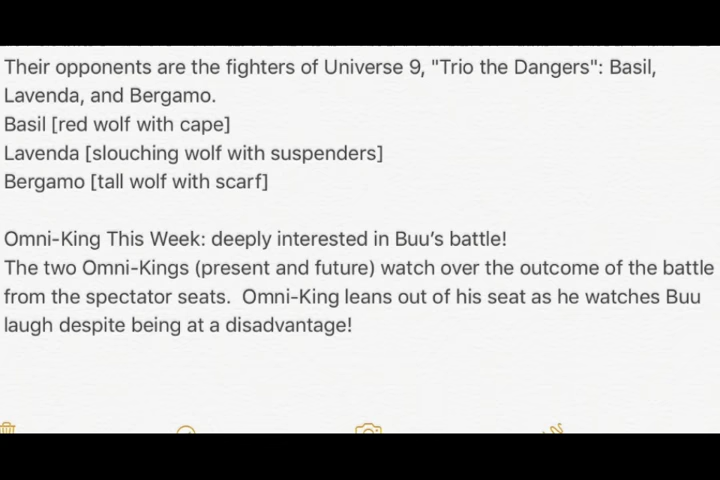 Their opponents are the fighters of Universe 9, "Trio the Dangers": Basil,
Lavenda, and Bergamo.
Basil [red wolf with cape]
Lavenda [slouching wolf with suspenders]
Bergamo [tall wolf with scarf]
Omni-King This Week: deeply interested in Buu’s battle!
The two Omni-Kings (present and future) watch over the outcome of the battle
from the spectator seats.  Omni-King leans out of his seat as he watches Buu
laugh despite being at a disadvantage!